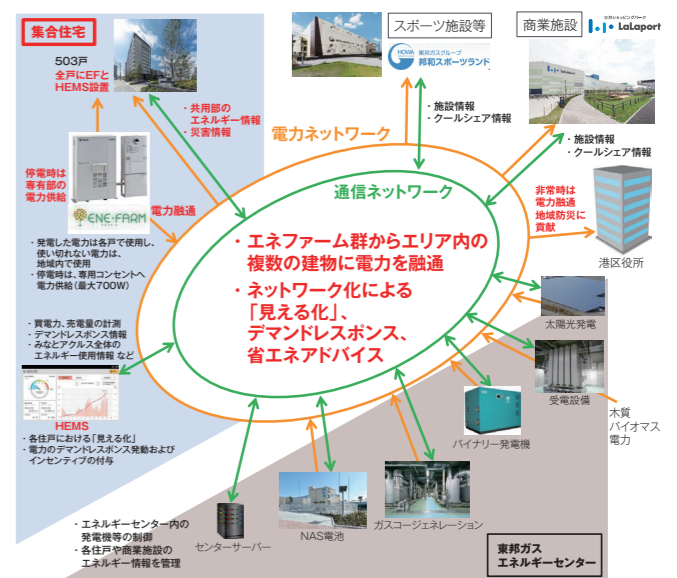 集合住宅
503戸
全戸にEFと
HEMS設置
停電時は
専有部の
電力供給
ENE・FARM
電力融通
・発電した電力は各戸で使用し、
使い切れない電力は、
地域内で使用
・停電時は、専用コンセントへ
電力供給(最大700W)
・共用部の
エネルギー情報
・災害情報
スポーツ施設等
HOWA
東邦ガスグループ
邦和スポーツランド
・施設情報
・クールシェア情報
商業施設
三井ショッピングパーク
LaLaport
・施設情報
・クールシェア情報
電力ネットワーク
通信ネットワーク
・エネファーム群からエリア内の
複数の建物に電力を融通
・ネットワーク化による
「見える化」、
デマンドレスポンス、
省エネアドバイス
非常時は
電力融通
地域防災に
貢献
港区役所
太陽光発電
受電設備
木質
バイオマス
電力
バイナリー発電機
ガスコージェネレーション
NAS電池
センターサーバー
・買電力、売電量の計測
・デマンドレスポンス情報
・みなとアクルス全体の
エネルギー使用情報 など
HEMS
・各住戸における「見える化」
・電力のデマンドレスポンス発動および
インセンティブの付与
・エネルギーセンター内の
発電機等の制御
・各住戸や商業施設の
エネルギー情報を管理
東邦ガス
エネルギーセンター